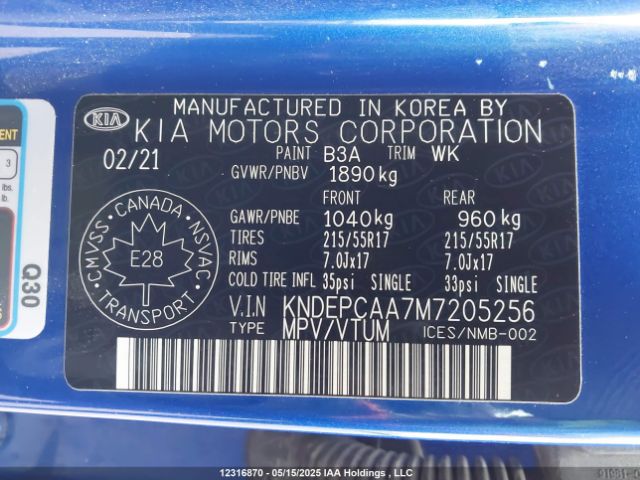 MANUFACTURED IN KOREA BY
KIA KIA MOTORS CORPORATION
02/21 PAINT B3A TRIM WK
GVWR/PNBV 1890kg
FRONT REAR
GAWR/PNBE 1040kg 960kg
TIRES 215/55R17 215/55R17
RIMS 7.0Jx17 7.0Jx17
COLD TIRE INFL 35psi SINGLE 33psi SINGLE
V.I.N KNDEPCAA7M7205256
TYPE MPV/VTUM ICES/NMB-002
CANADA
CMVSS NSVAC
E28
TRANSPORT
ENT
3
lbs.
lb.
Q30
12316870 - 05/15/2025 IAA Holdings , LLC